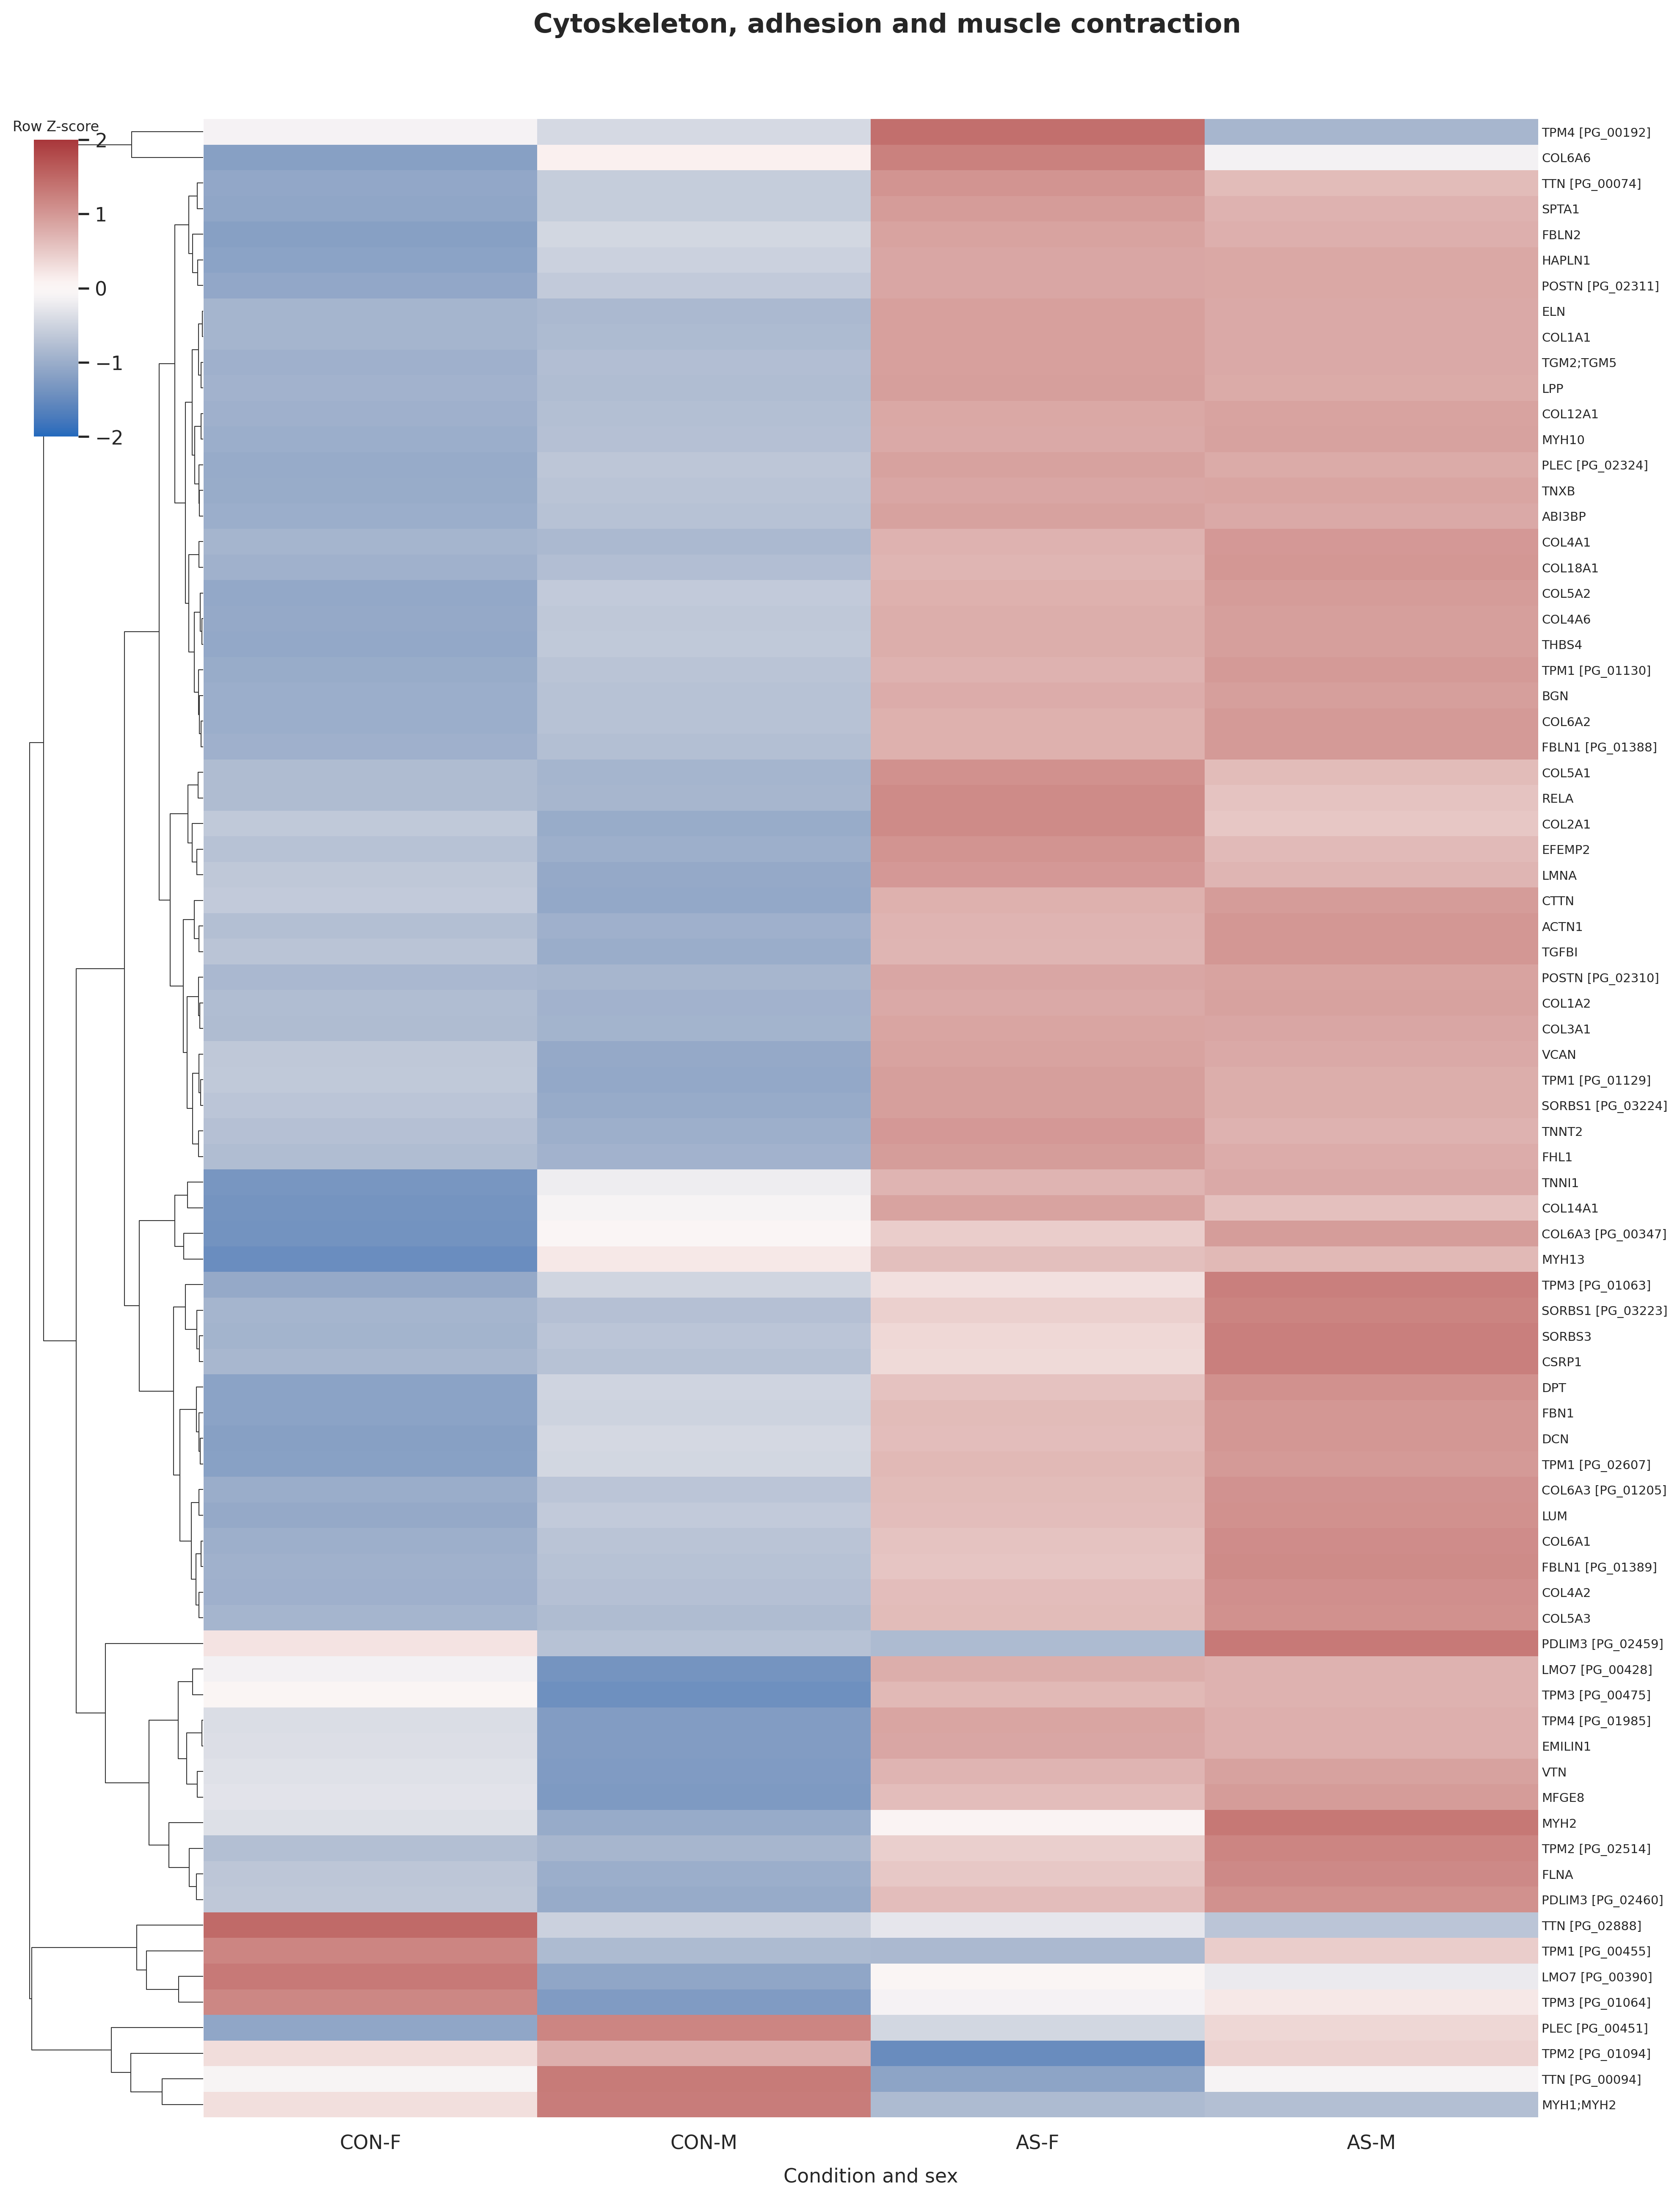 Cytoskeleton, adhesion and muscle contraction
Row Z-score
2
1
0
−1
−2
TPM4 [PG_00192]
COL6A6
TTN [PG_00074]
SPTA1
FBLN2
HAPLN1
POSTN [PG_02311]
ELN
COL1A1
TGM2;TGM5
LPP
COL12A1
MYH10
PLEC [PG_02324]
TNXB
ABI3BP
COL4A1
COL18A1
COL5A2
COL4A6
THBS4
TPM1 [PG_01130]
BGN
COL6A2
FBLN1 [PG_01388]
COL5A1
RELA
COL2A1
EFEMP2
LMNA
CTTN
ACTN1
TGFBI
POSTN [PG_02310]
COL1A2
COL3A1
VCAN
TPM1 [PG_01129]
SORBS1 [PG_03224]
TNNT2
FHL1
TNNI1
COL14A1
COL6A3 [PG_00347]
MYH13
TPM3 [PG_01063]
SORBS1 [PG_03223]
SORBS3
CSRP1
DPT
FBN1
DCN
TPM1 [PG_02607]
COL6A3 [PG_01205]
LUM
COL6A1
FBLN1 [PG_01389]
COL4A2
COL5A3
PDLIM3 [PG_02459]
LMO7 [PG_00428]
TPM3 [PG_00475]
TPM4 [PG_01985]
EMILIN1
VTN
MFGE8
MYH2
TPM2 [PG_02514]
FLNA
PDLIM3 [PG_02460]
TTN [PG_02888]
TPM1 [PG_00455]
LMO7 [PG_00390]
TPM3 [PG_01064]
PLEC [PG_00451]
TPM2 [PG_01094]
TTN [PG_00094]
MYH1;MYH2
CON-F CON-M AS-F AS-M
Condition and sex